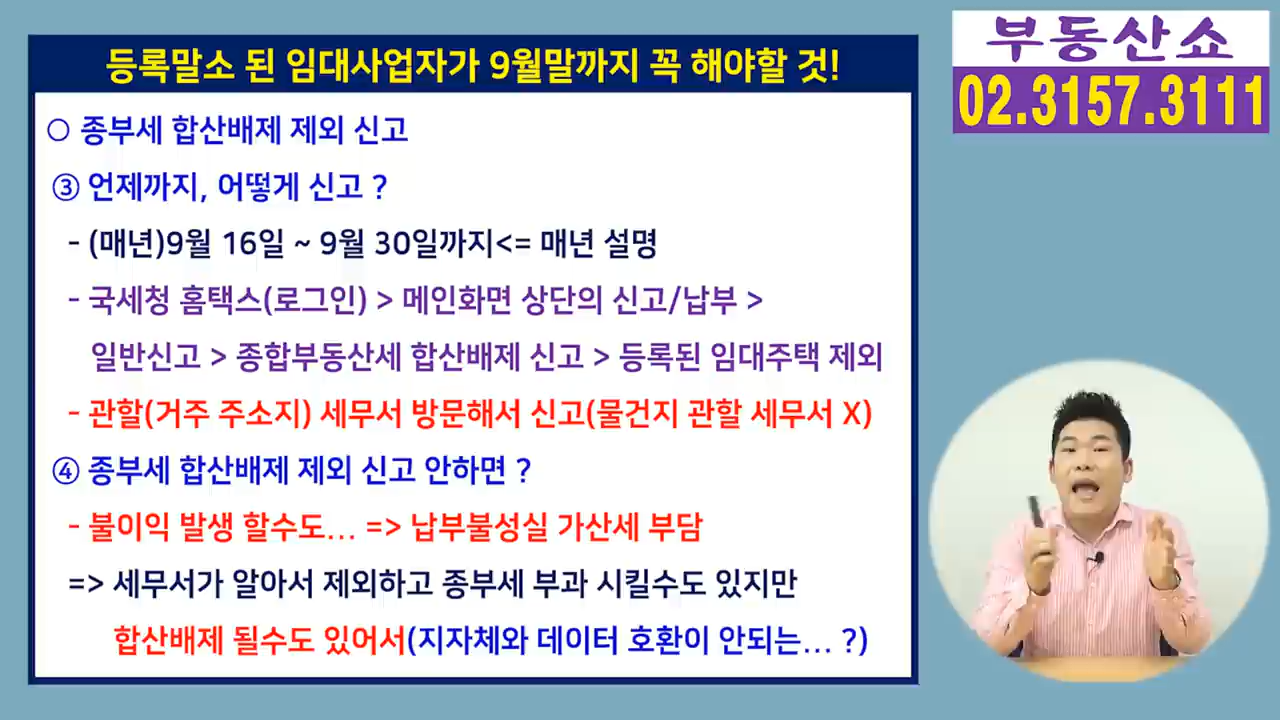 등록말소 된 임대사업자가 9월말까지 꼭 해야할 것!
부동산쇼
02.3157.3111
○ 종부세 합산배제 제외 신고
③ 언제까지, 어떻게 신고 ?
- (매년)9월 16일 ~ 9월 30일까지<= 매년 설명
- 국세청 홈택스(로그인) > 메인화면 상단의 신고/납부 >
일반신고 > 종합부동산세 합산배제 신고 > 등록된 임대주택 제외
- 관할(거주 주소지) 세무서 방문해서 신고(물건지 관할 세무서 X)
④ 종부세 합산배제 제외 신고 안하면 ?
- 불이익 발생 할수도... => 납부불성실 가산세 부담
=> 세무서가 알아서 제외하고 종부세 부과 시킬수도 있지만
합산배제 될수도 있어서(지자체와 데이터 호환이 안되는... ?)